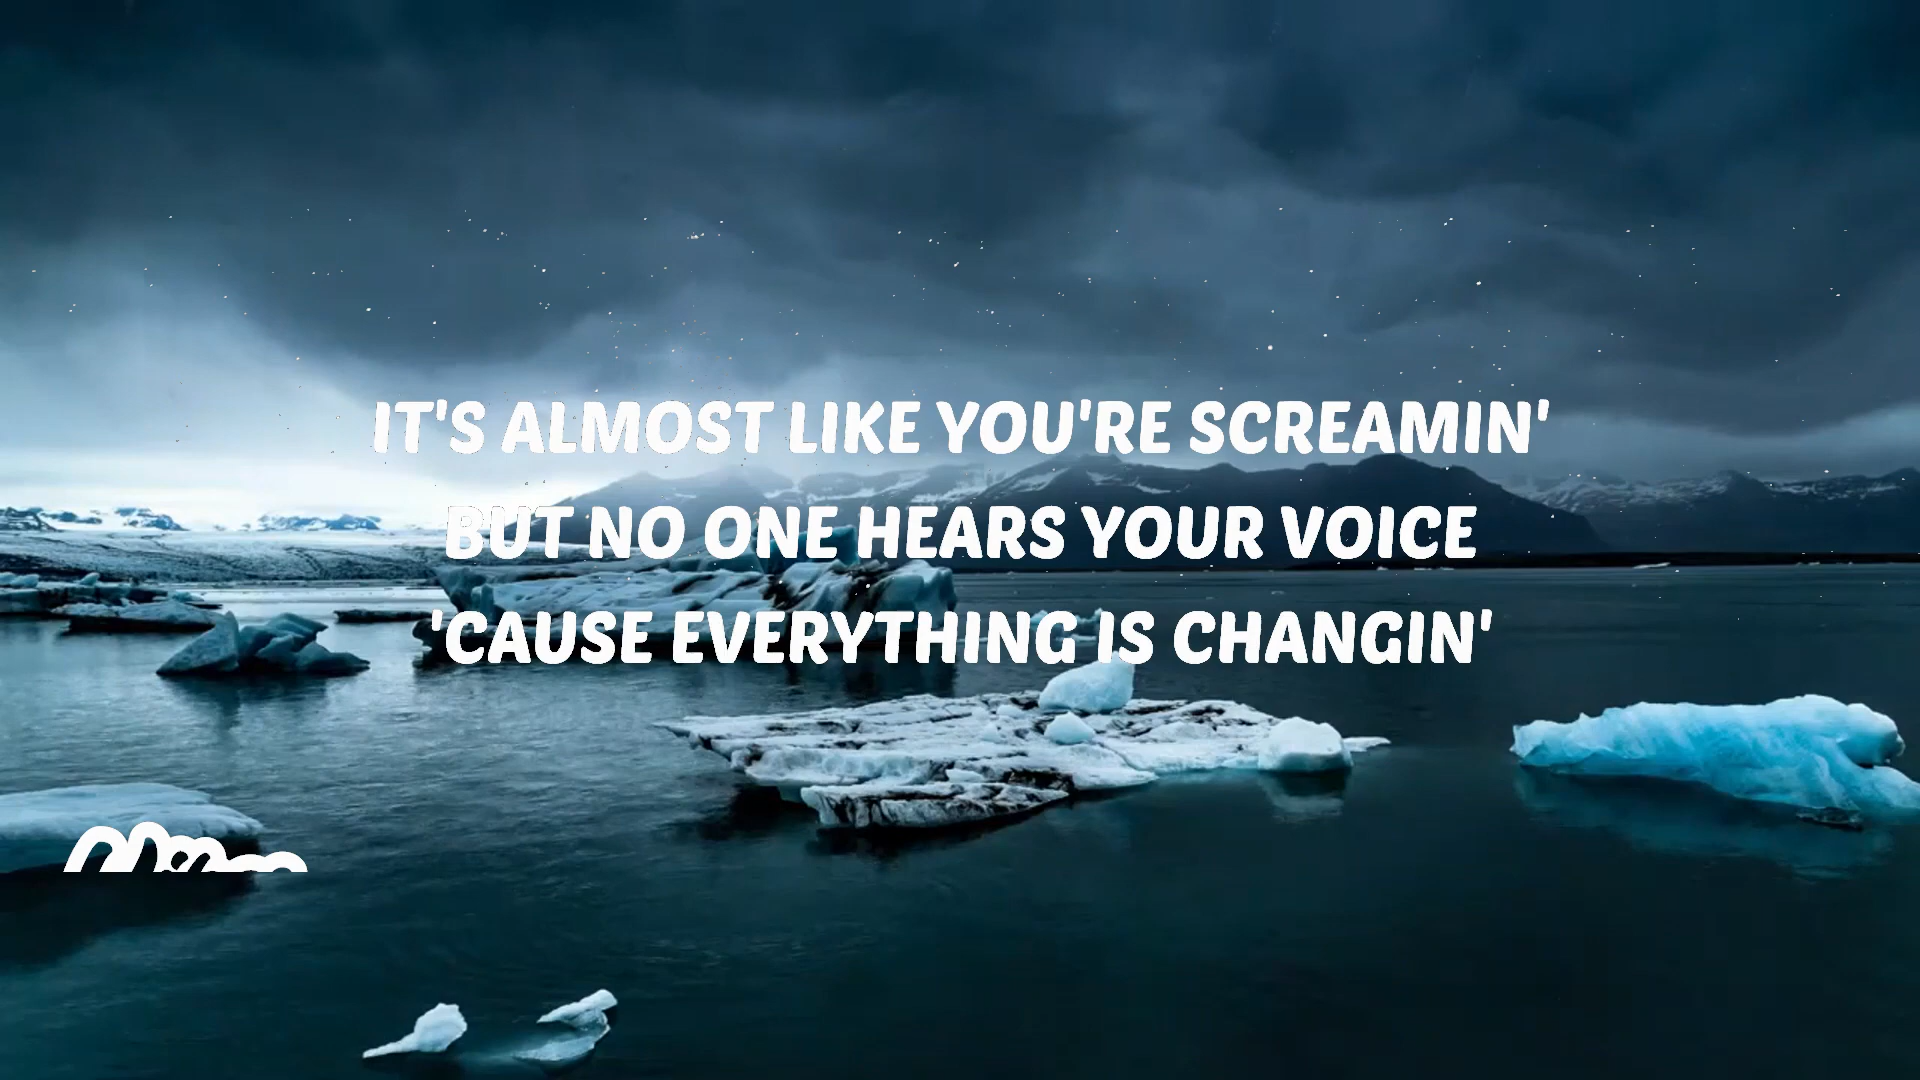 IT'S ALMOST LIKE YOU'RE SCREAMIN'
BUT NO ONE HEARS YOUR VOICE
'CAUSE EVERYTHING IS CHANGIN'